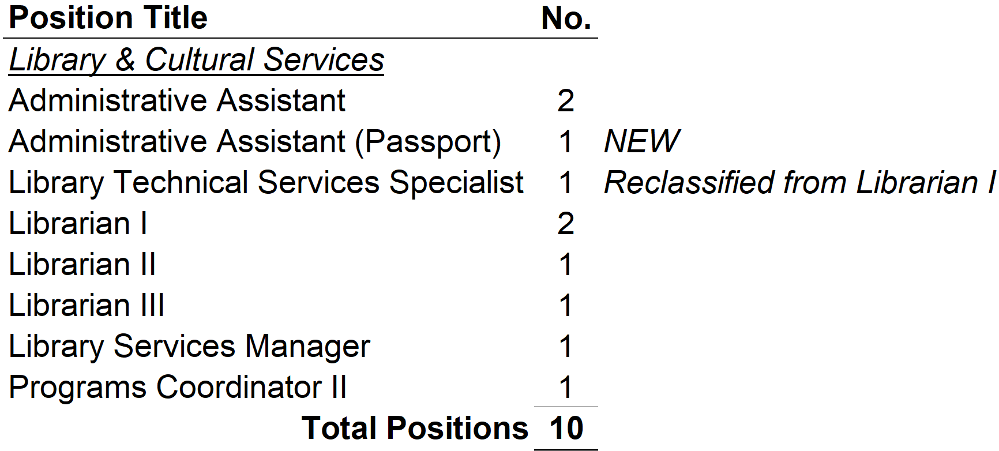 Position Title No.
Library & Cultural Services
Administrative Assistant 2
Administrative Assistant (Passport) 1 NEW
Library Technical Services Specialist 1 Reclassified from Librarian I
Librarian I 2
Librarian II 1
Librarian III 1
Library Services Manager 1
Programs Coordinator II 1
Total Positions 10